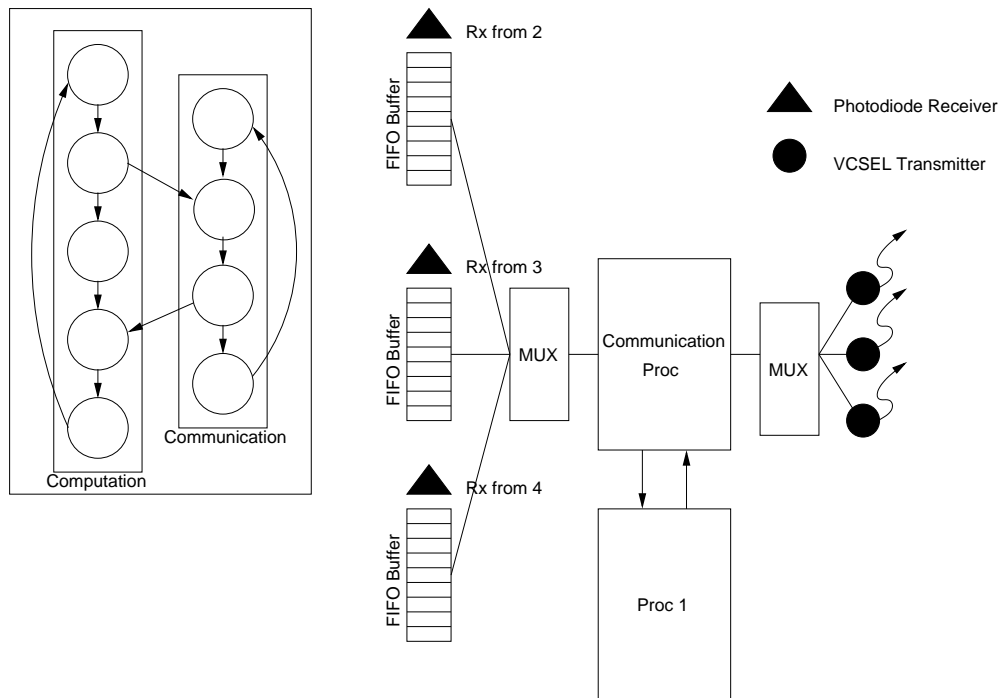 Computation
Communication
Rx from 2
FIFO Buffer
Rx from 3
FIFO Buffer
Rx from 4
FIFO Buffer
MUX
Communication
Proc
Proc 1
MUX
Photodiode Receiver
VCSEL Transmitter